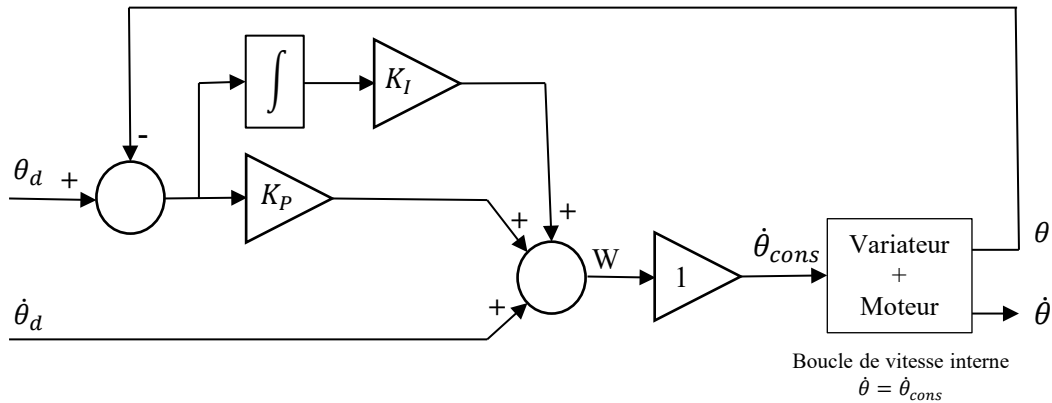 -
∫
K_I
θ_d
+
K_P
+
+
W
1
θ̇_cons
Variateur
+
Moteur
θ
θ̇_d
+
θ̇
Boucle de vitesse interne
θ̇ = θ̇_cons